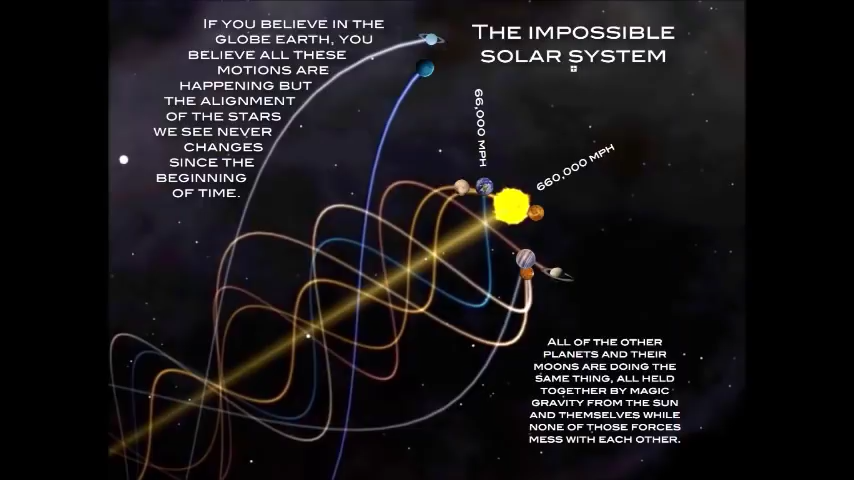 If you believe in the
globe earth, you
believe all these
motions are
happening but
the alignment
of the stars
we see never
changes
since the
beginning
of time.
The impossible
solar system
66,000 mph
660,000 mph
All of the other
planets and their
moons are doing the
same thing, all held
together by magic
gravity from the sun
and themselves while
none of those forces
mess with each other.